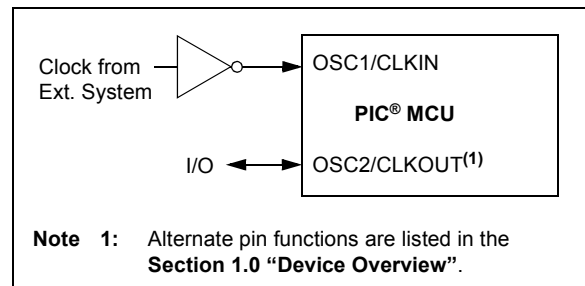 Clock from
Ext. System
OSC1/CLKIN
PIC® MCU
I/O
OSC2/CLKOUT(1)
Note 1: Alternate pin functions are listed in the
Section 1.0 “Device Overview”.